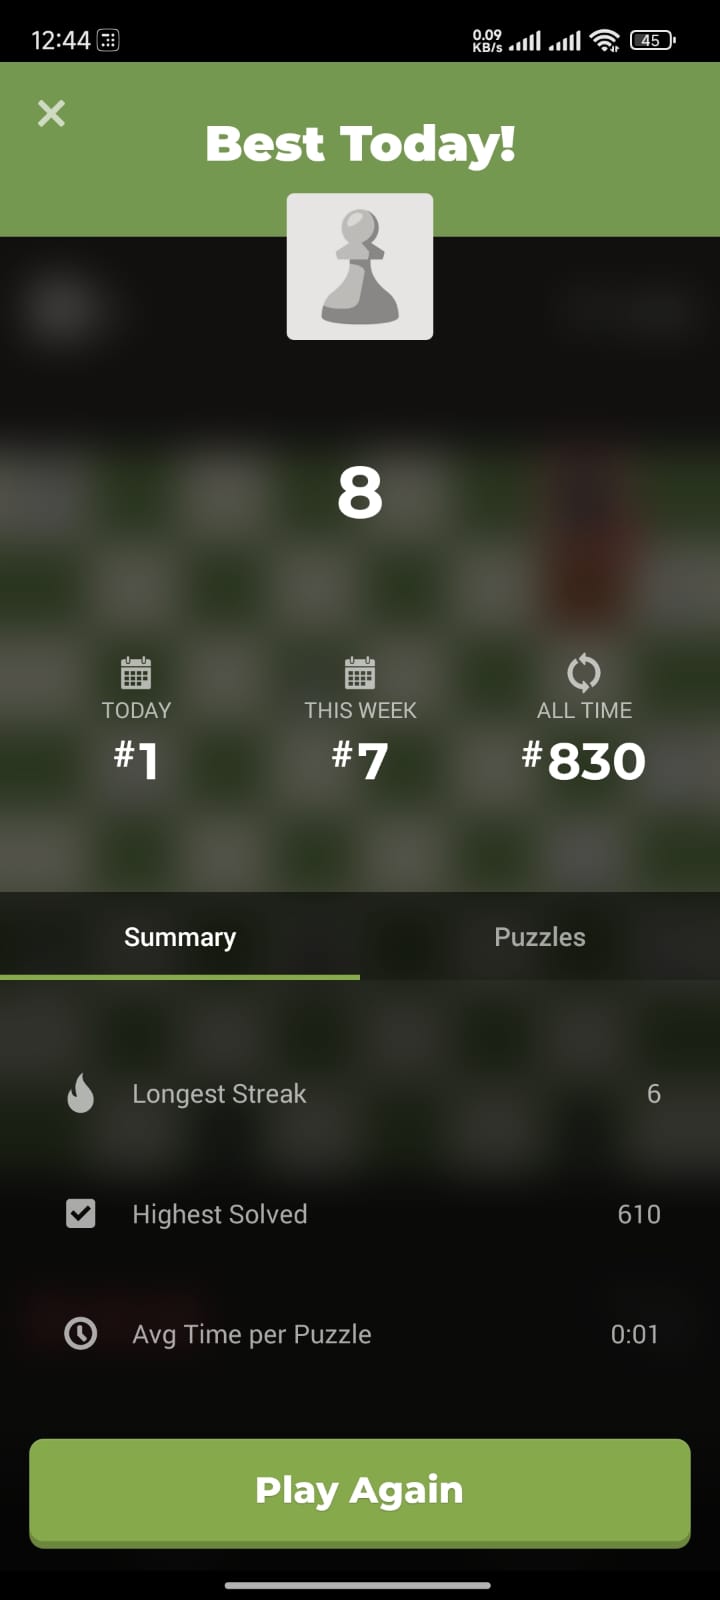 12:44
0.09
KB/s
45
Best Today!
8
TODAY
THIS WEEK
ALL TIME
#1
#7
#830
Summary
Puzzles
Longest Streak
6
Highest Solved
610
Avg Time per Puzzle
0:01
Play Again